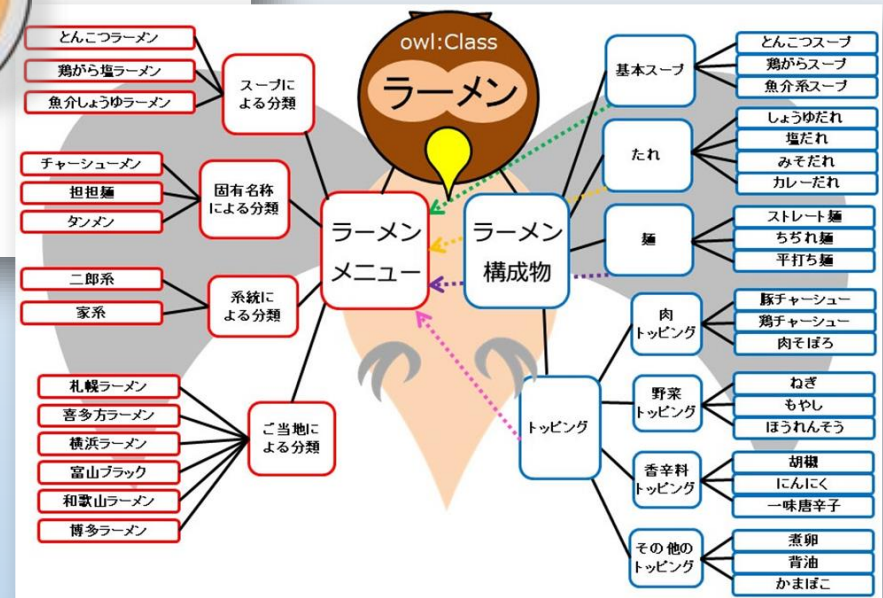 owl:Class
ラーメン
ラーメン
メニュー
スープに
よる分類
とんこつラーメン
鶏がら塩ラーメン
魚介しょうゆラーメン
固有名称
による分類
チャーシューメン
担担麺
タンメン
系統に
よる分類
二郎系
家系
ご当地に
よる分類
札幌ラーメン
喜多方ラーメン
横浜ラーメン
富山ブラック
和歌山ラーメン
博多ラーメン
ラーメン
構成物
基本スープ
とんこつスープ
鶏がらスープ
魚介系スープ
たれ
しょうゆだれ
塩だれ
みそだれ
カレーだれ
麺
ストレート麺
ちぢれ麺
平打ち麺
トッピング
肉
トッピング
豚チャーシュー
鶏チャーシュー
肉そぼろ
野菜
トッピング
ねぎ
もやし
ほうれんそう
香辛料
トッピング
胡椒
にんにく
一味唐辛子
その他の
トッピング
煮卵
背油
かまぼこ